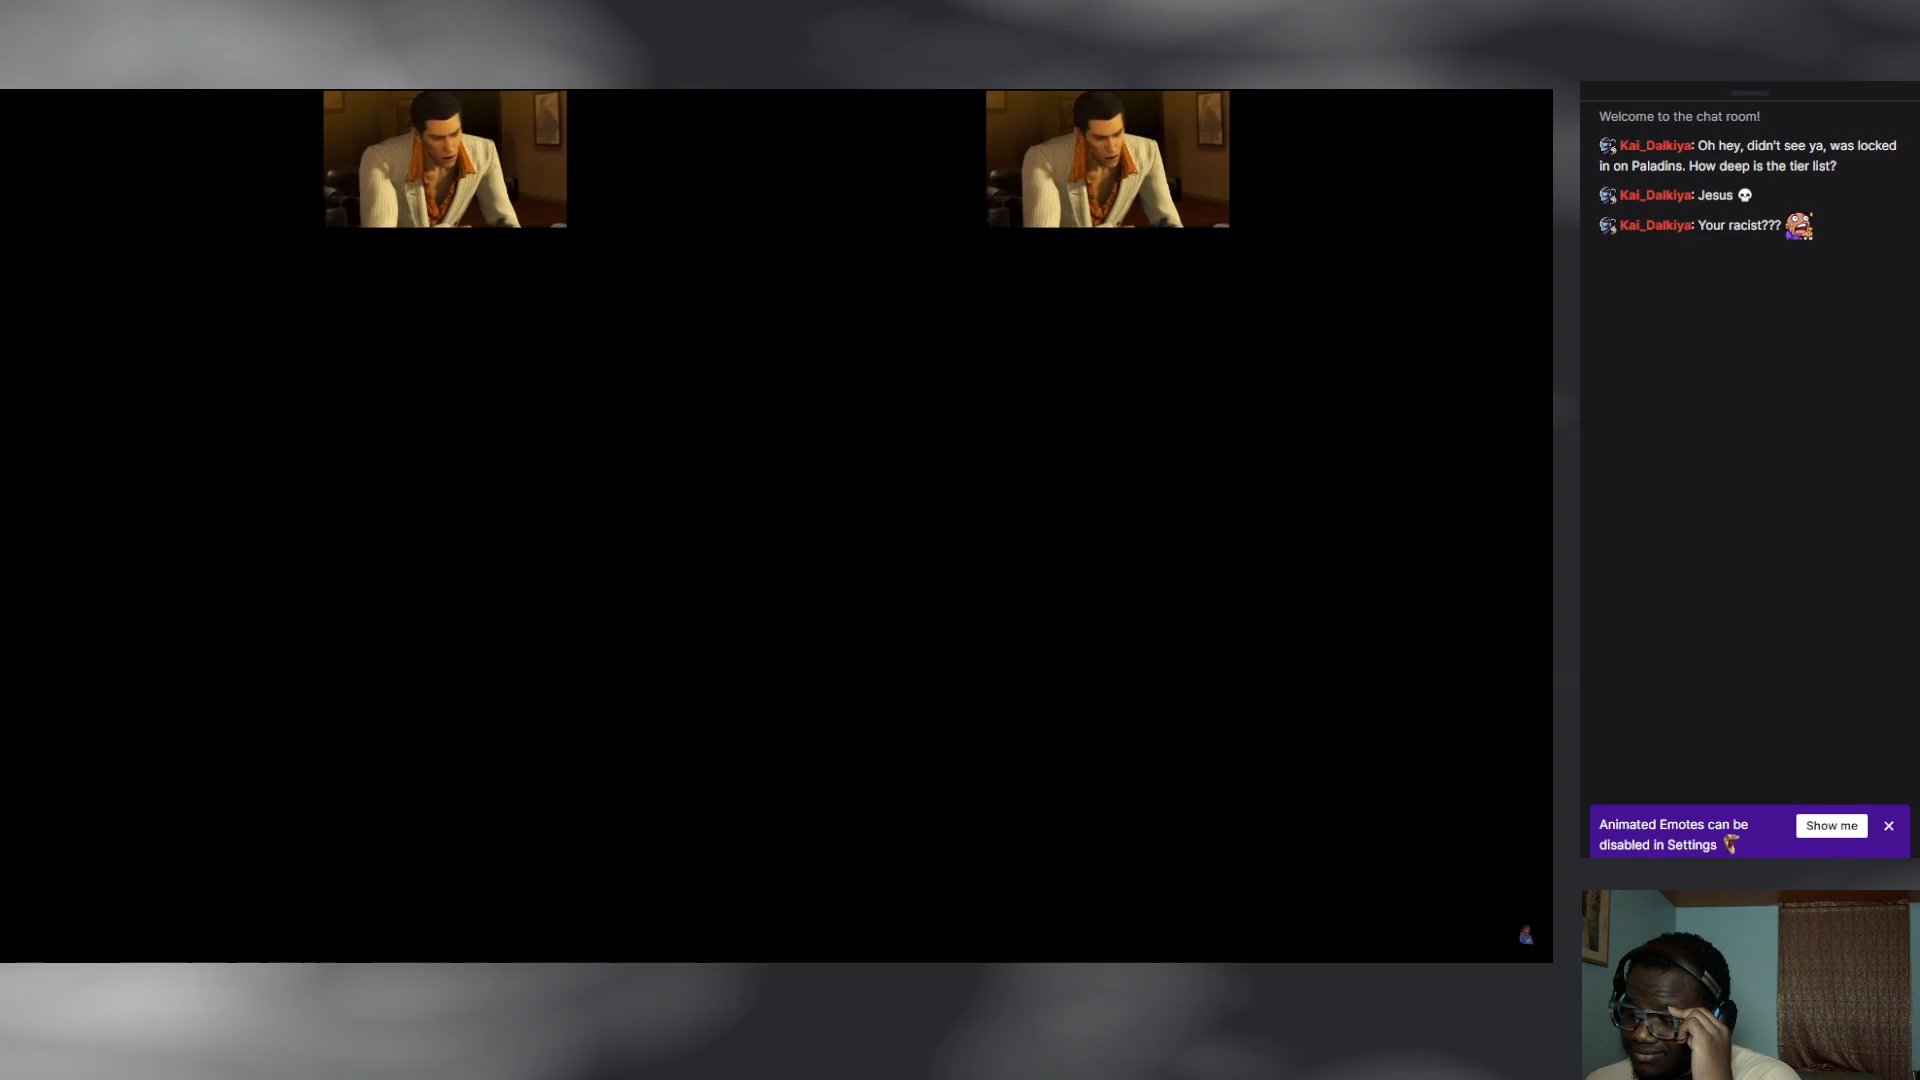 Welcome to the chat room!
Kai_Dalkiya: Oh hey, didn't see ya, was locked
in on Paladins. How deep is the tier list?
Kai_Dalkiya: Jesus 💀
Kai_Dalkiya: Your racist???
Animated Emotes can be
disabled in Settings
Show me